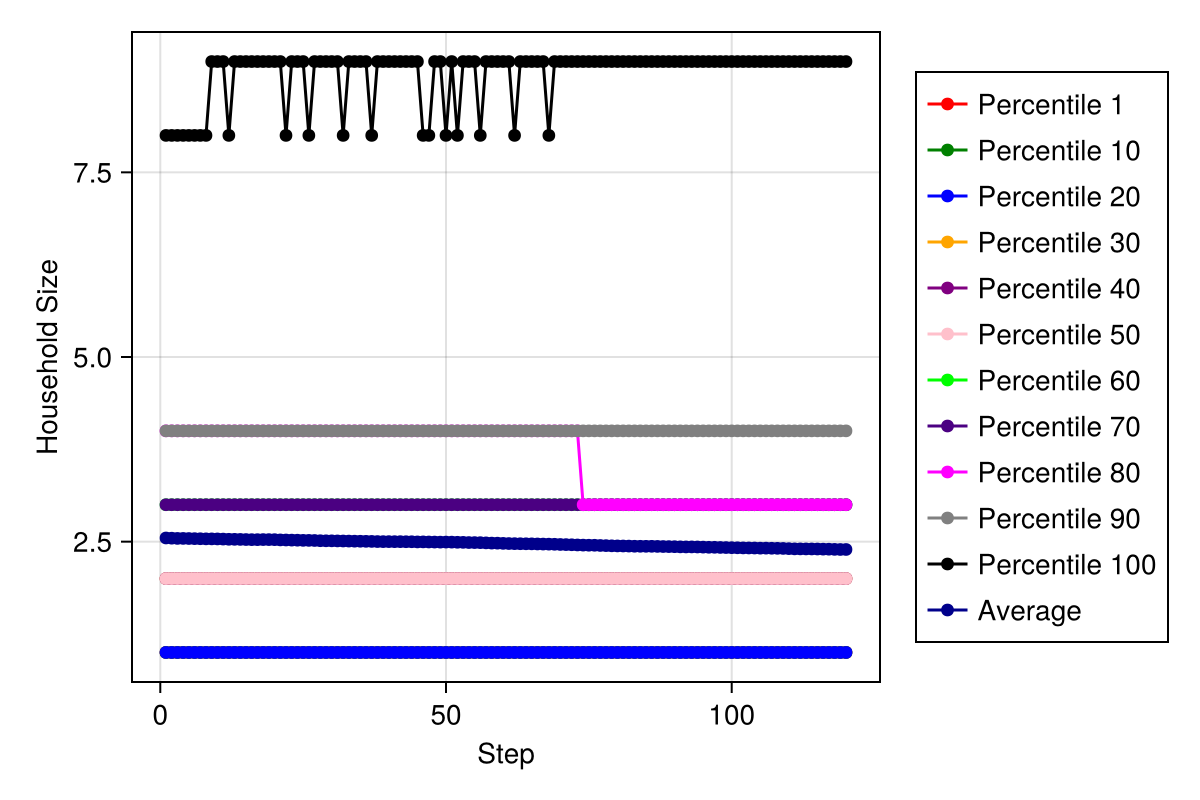 7.5
5.0
2.5
Household Size
0 50 100
Step
Percentile 1
Percentile 10
Percentile 20
Percentile 30
Percentile 40
Percentile 50
Percentile 60
Percentile 70
Percentile 80
Percentile 90
Percentile 100
Average